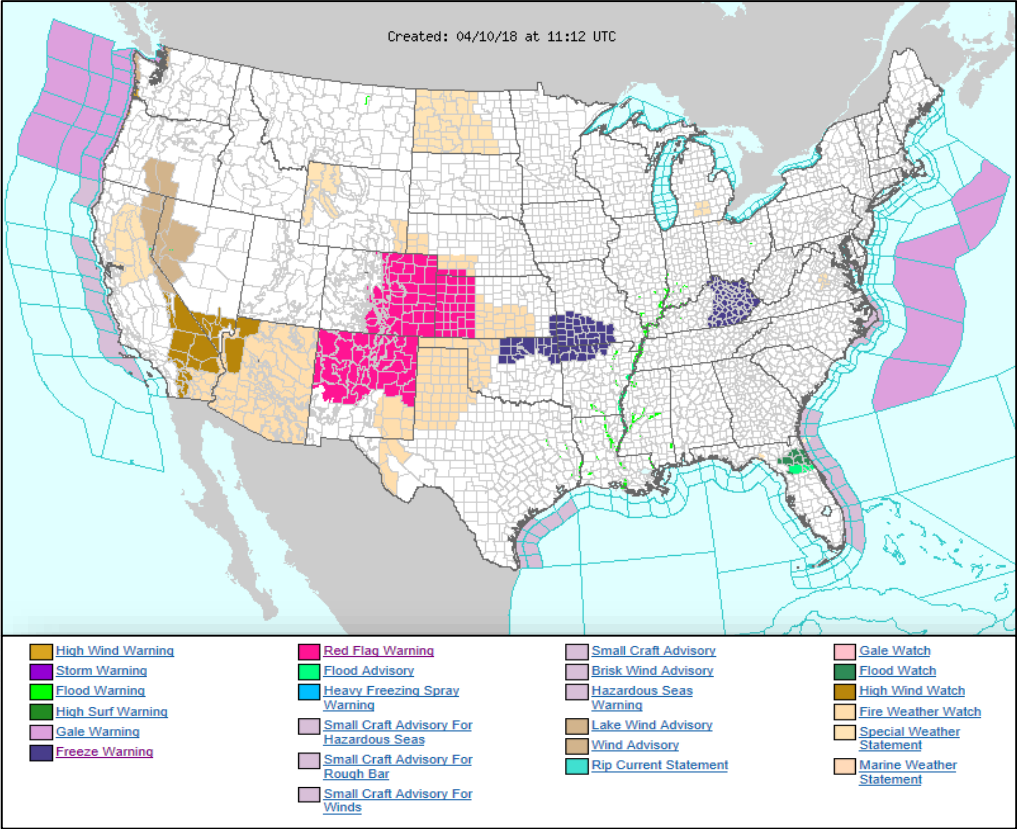 Created: 04/10/18 at 11:12 UTC
High Wind Warning
Storm Warning
Flood Warning
High Surf Warning
Gale Warning
Freeze Warning
Red Flag Warning
Flood Advisory
Heavy Freezing Spray
Warning
Small Craft Advisory For
Hazardous Seas
Small Craft Advisory For
Rough Bar
Small Craft Advisory For
Winds
Small Craft Advisory
Brisk Wind Advisory
Hazardous Seas
Warning
Lake Wind Advisory
Wind Advisory
Rip Current Statement
Gale Watch
Flood Watch
High Wind Watch
Fire Weather Watch
Special Weather
Statement
Marine Weather
Statement